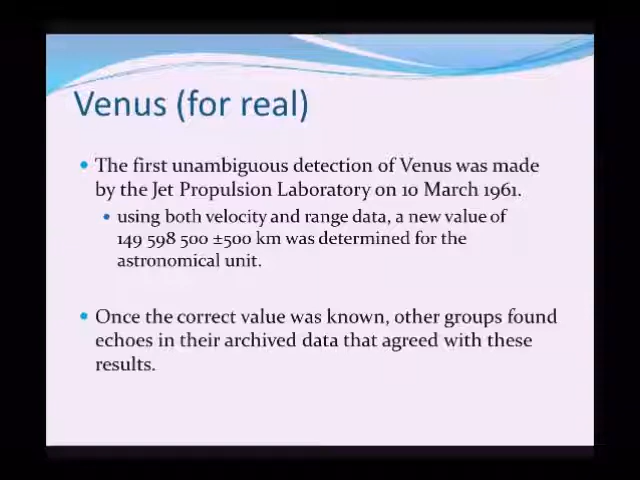 Venus (for real)
• The first unambiguous detection of Venus was made
by the Jet Propulsion Laboratory on 10 March 1961.
• using both velocity and range data, a new value of
149 598 500 ±500 km was determined for the
astronomical unit.
• Once the correct value was known, other groups found
echoes in their archived data that agreed with these
results.